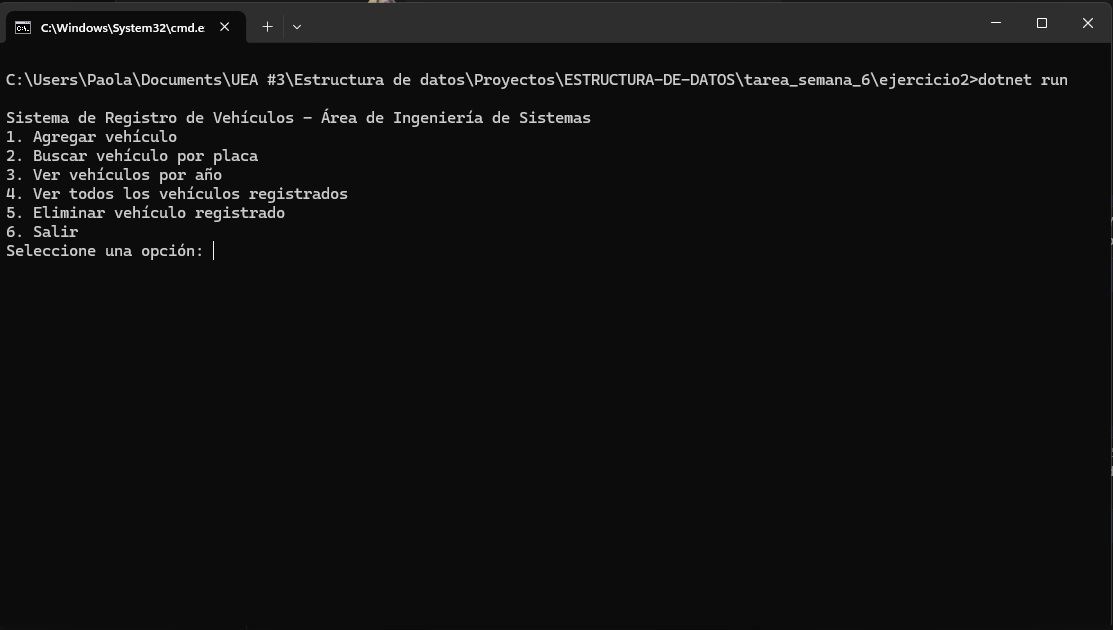 C:\Windows\System32\cmd.e
C:\Users\Paola\Documents\UEA #3\Estructura de datos\Proyectos\ESTRUCTURA-DE-DATOS\tarea_semana_6\ejercicio2>dotnet run
Sistema de Registro de Vehículos - Área de Ingeniería de Sistemas
1. Agregar vehículo
2. Buscar vehículo por placa
3. Ver vehículos por año
4. Ver todos los vehículos registrados
5. Eliminar vehículo registrado
6. Salir
Seleccione una opción: